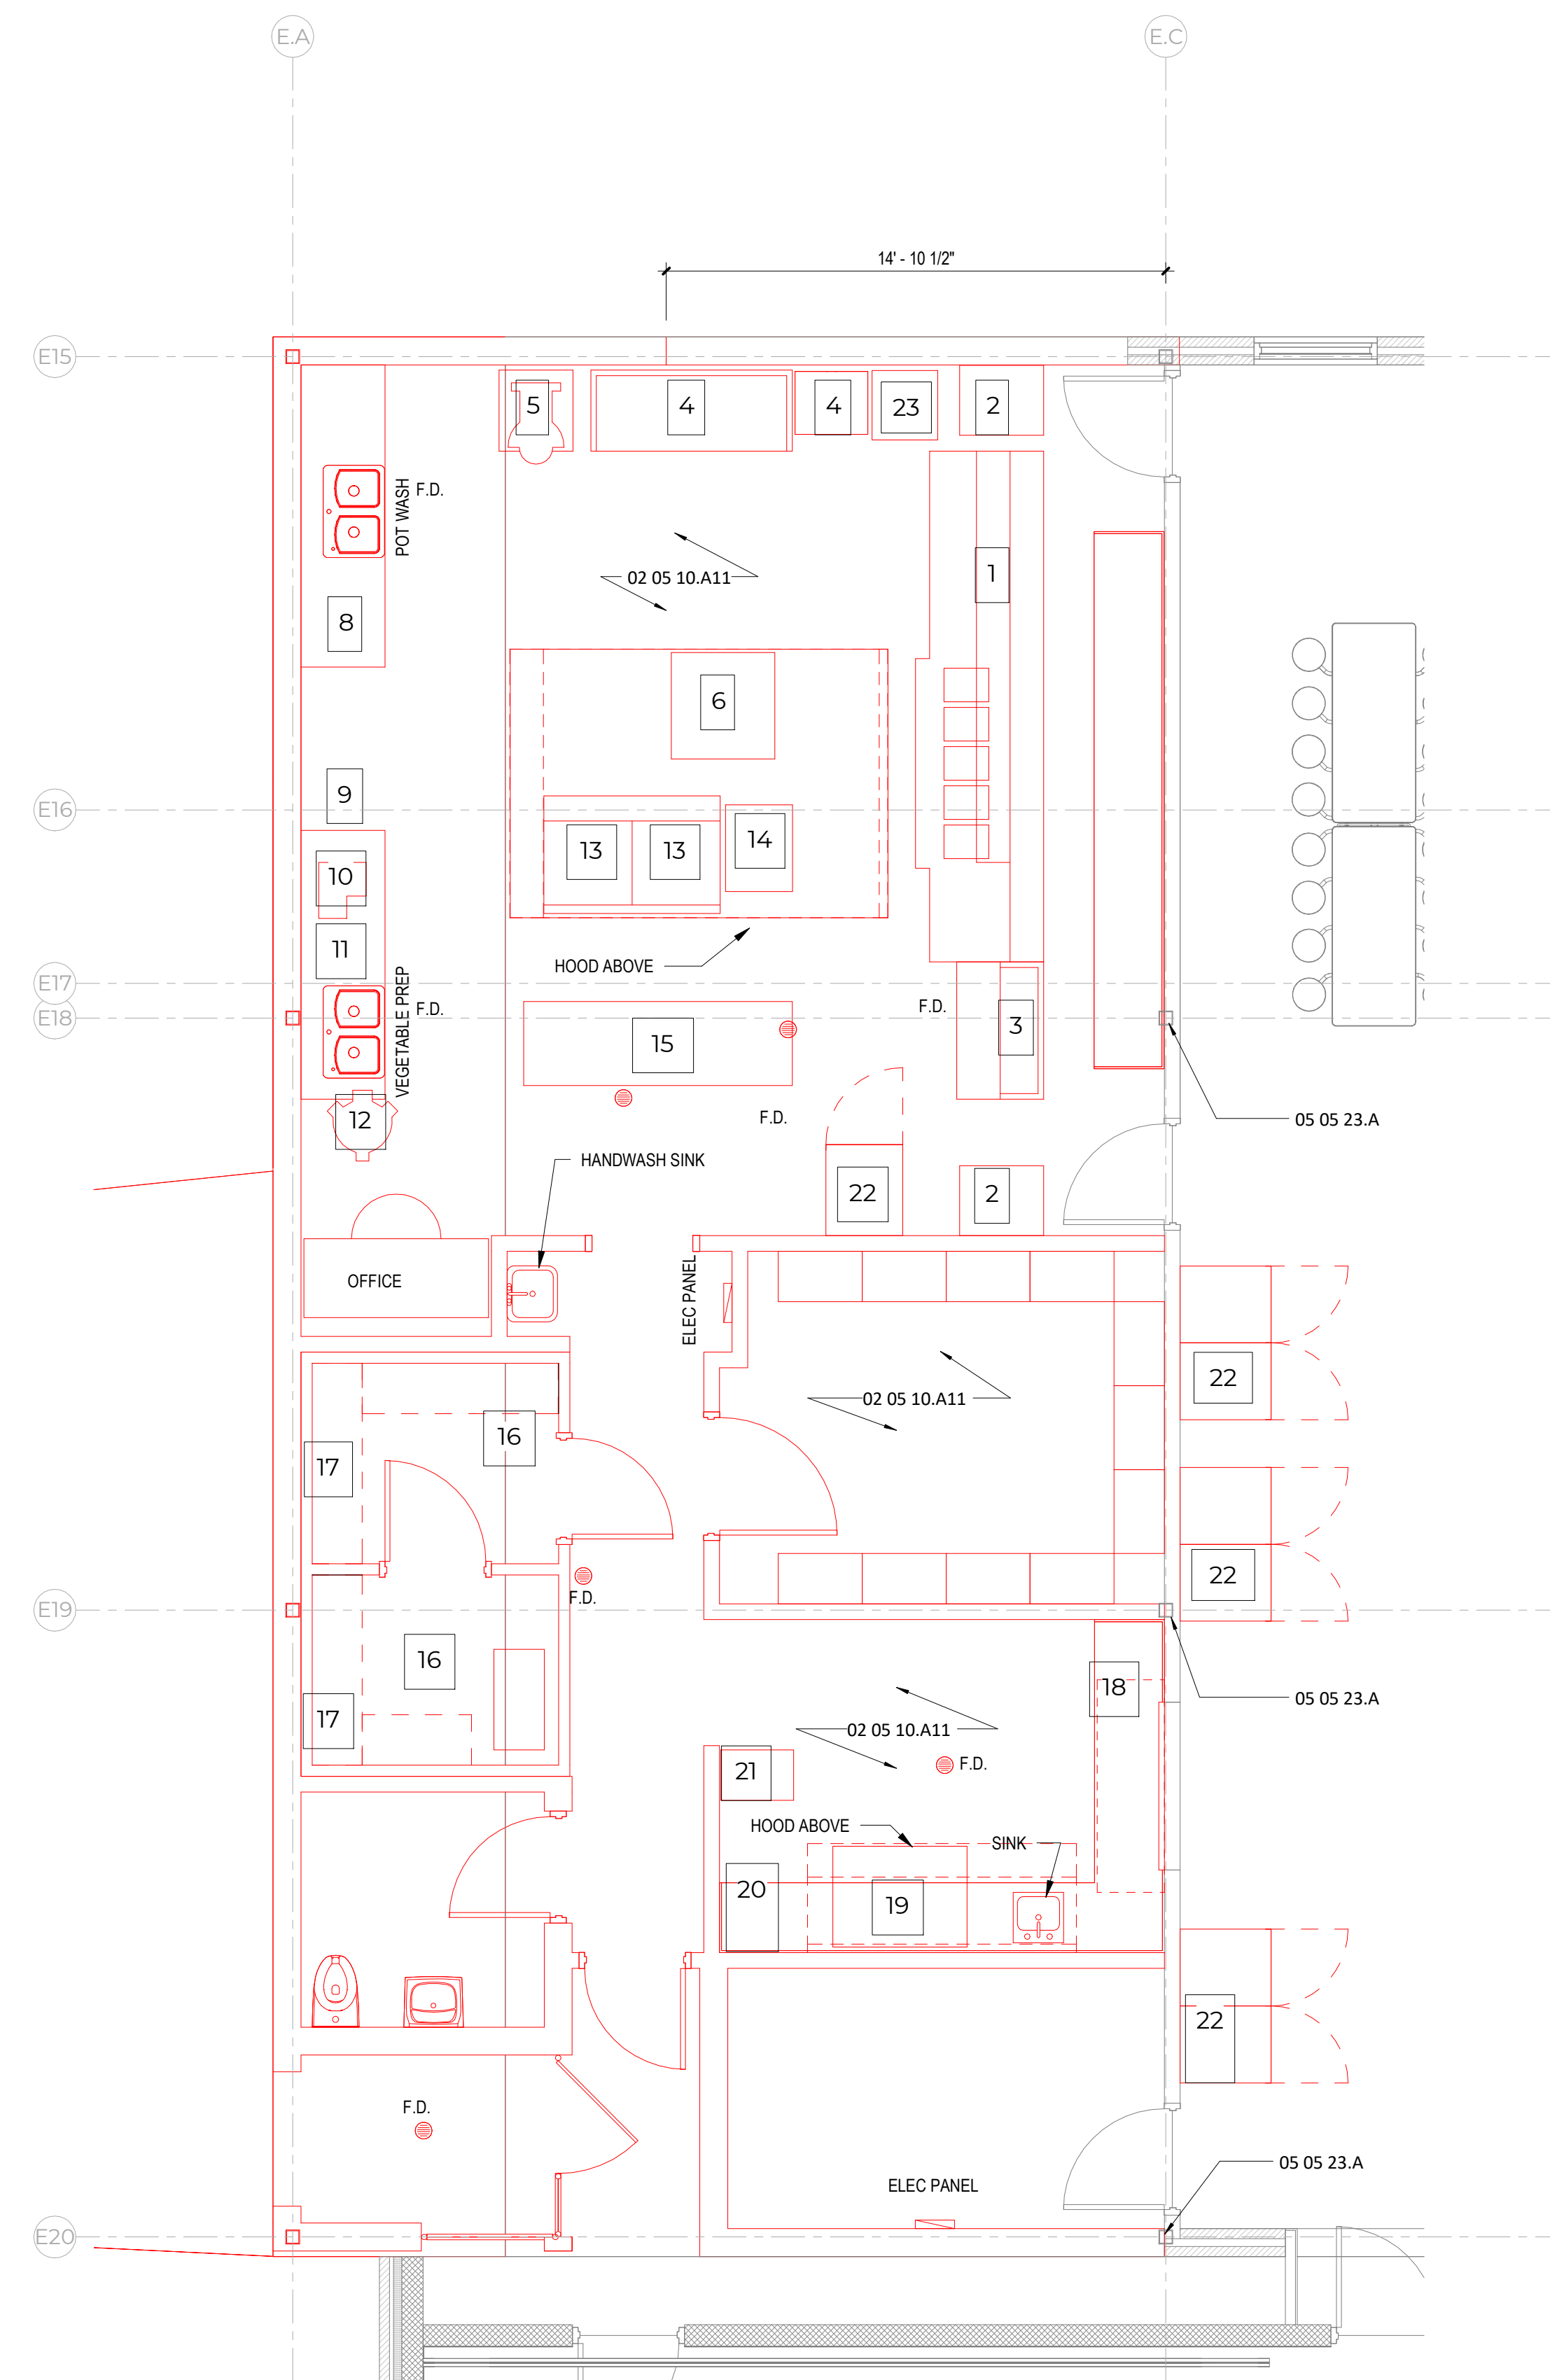 E.A
E.C
14' - 10 1/2"
E15
5
4
4
23
2
POT WASH
F.D.
02 05 10.A11
1
8
6
9
E16
13
13
14
10
11
HOOD ABOVE
E17
VEGETABLE PREP
F.D.
F.D.
E18
15
3
12
F.D.
05 05 23.A
HANDWASH SINK
22
2
OFFICE
ELEC PANEL
22
02 05 10.A11
16
17
22
F.D.
E19
16
18
17
05 05 23.A
02 05 10.A11
21
F.D.
HOOD ABOVE
SINK
20
19
22
F.D.
05 05 23.A
ELEC PANEL
E20